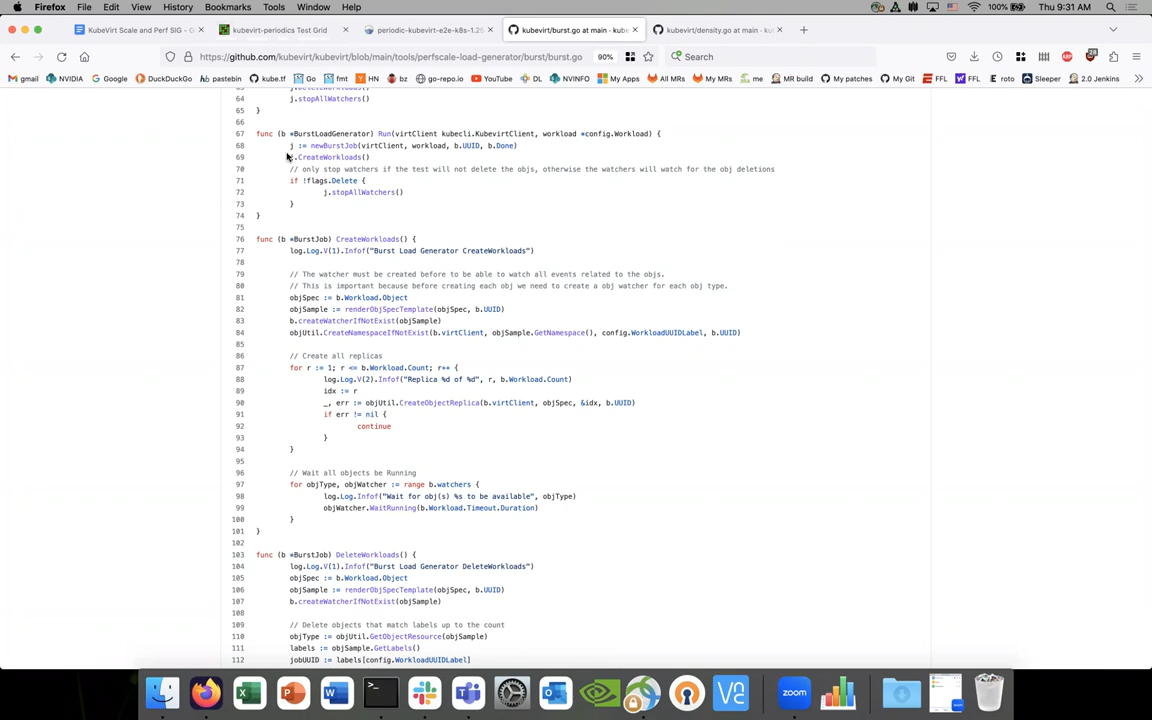 Firefox File Edit View History Bookmarks Tools Window Help 100% Thu 9:31 AM
KubeVirt Scale and Perf SIG - G kubevirt-periodics Test Grid periodic-kubevirt-e2e-k8s-1.25 kubevirt/burst.go at main · kube kubevirt/density.go at main · ku
https://github.com/kubevirt/kubevirt/blob/main/tools/perfscale-load-generator/burst/burst.go 90% Search
gmail NVIDIA Google DuckDuckGo pastebin kube.tf Go fmt HN bz go-repo.io YouTube DL NVINFO My Apps All MRs My MRs me MR build My patches My Git FFL FFL roto Sleeper 2.0 Jenkins
64 j.stopAllWatchers()
65 }
66
67 func (b *BurstLoadGenerator) Run(virtClient kubecli.KubevirtClient, workload *config.Workload) {
68 j := newBurstJob(virtClient, workload, b.UUID, b.Done)
69 j.CreateWorkloads()
70 // only stop watchers if the test will not delete the objs, otherwise the watchers will watch for the obj deletions
71 if !flags.Delete {
72 j.stopAllWatchers()
73 }
74 }
75
76 func (b *BurstJob) CreateWorkloads() {
77 log.Log.V(1).Infof("Burst Load Generator CreateWorkloads")
78
79 // The watcher must be created before to be able to watch all events related to the objs.
80 // This is important because before creating each obj we need to create a obj watcher for each obj type.
81 objSpec := b.Workload.Object
82 objSample := renderObjSpecTemplate(objSpec, b.UUID)
83 b.createWatcherIfNotExist(objSample)
84 objUtil.CreateNamespaceIfNotExist(b.virtClient, objSample.GetNamespace(), config.WorkloadUUIDLabel, b.UUID)
85
86 // Create all replicas
87 for r := 1; r <= b.Workload.Count; r++ {
88 log.Log.V(2).Infof("Replica %d of %d", r, b.Workload.Count)
89 idx := r
90 _, err := objUtil.CreateObjectReplica(b.virtClient, objSpec, &idx, b.UUID)
91 if err != nil {
92 continue
93 }
94 }
95
96 // Wait all objects be Running
97 for objType, objWatcher := range b.watchers {
98 log.Log.Infof("Wait for obj(s) %s to be available", objType)
99 objWatcher.WaitRunning(b.Workload.Timeout.Duration)
100 }
101 }
102
103 func (b *BurstJob) DeleteWorkloads() {
104 log.Log.V(1).Infof("Burst Load Generator DeleteWorkloads")
105 objSpec := b.Workload.Object
106 objSample := renderObjSpecTemplate(objSpec, b.UUID)
107 b.createWatcherIfNotExist(objSample)
108
109 // Delete objects that match labels up to the count
110 objType := objUtil.GetObjectResource(objSample)
111 labels := objSample.GetLabels()
112 jobUUID := labels[config.WorkloadUUIDLabel]
zoom